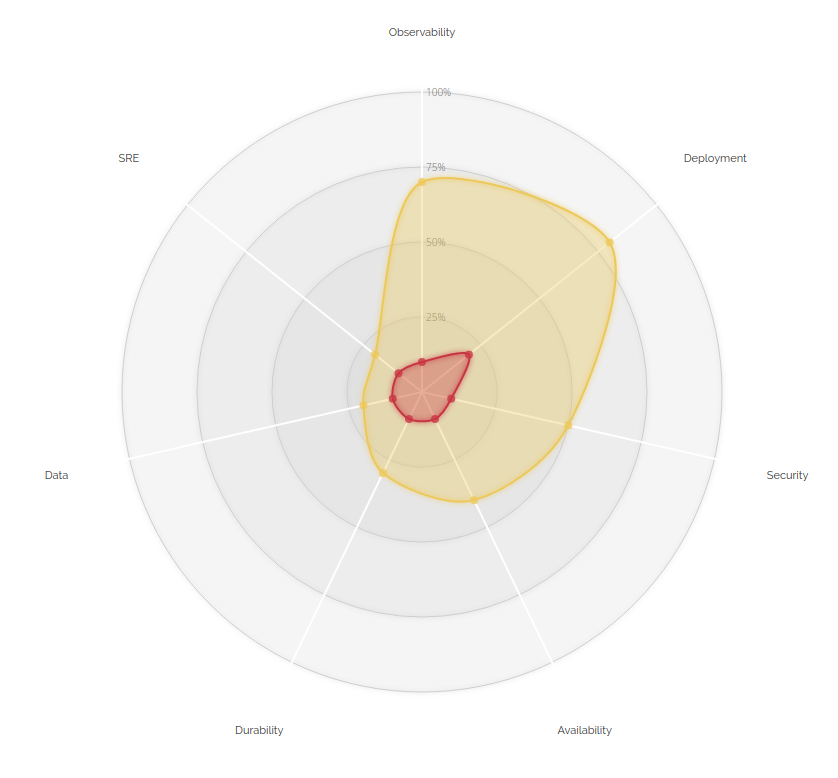 Observability
100%
SRE
Deployment
75%
50%
25%
Data
Security
Durability
Availability